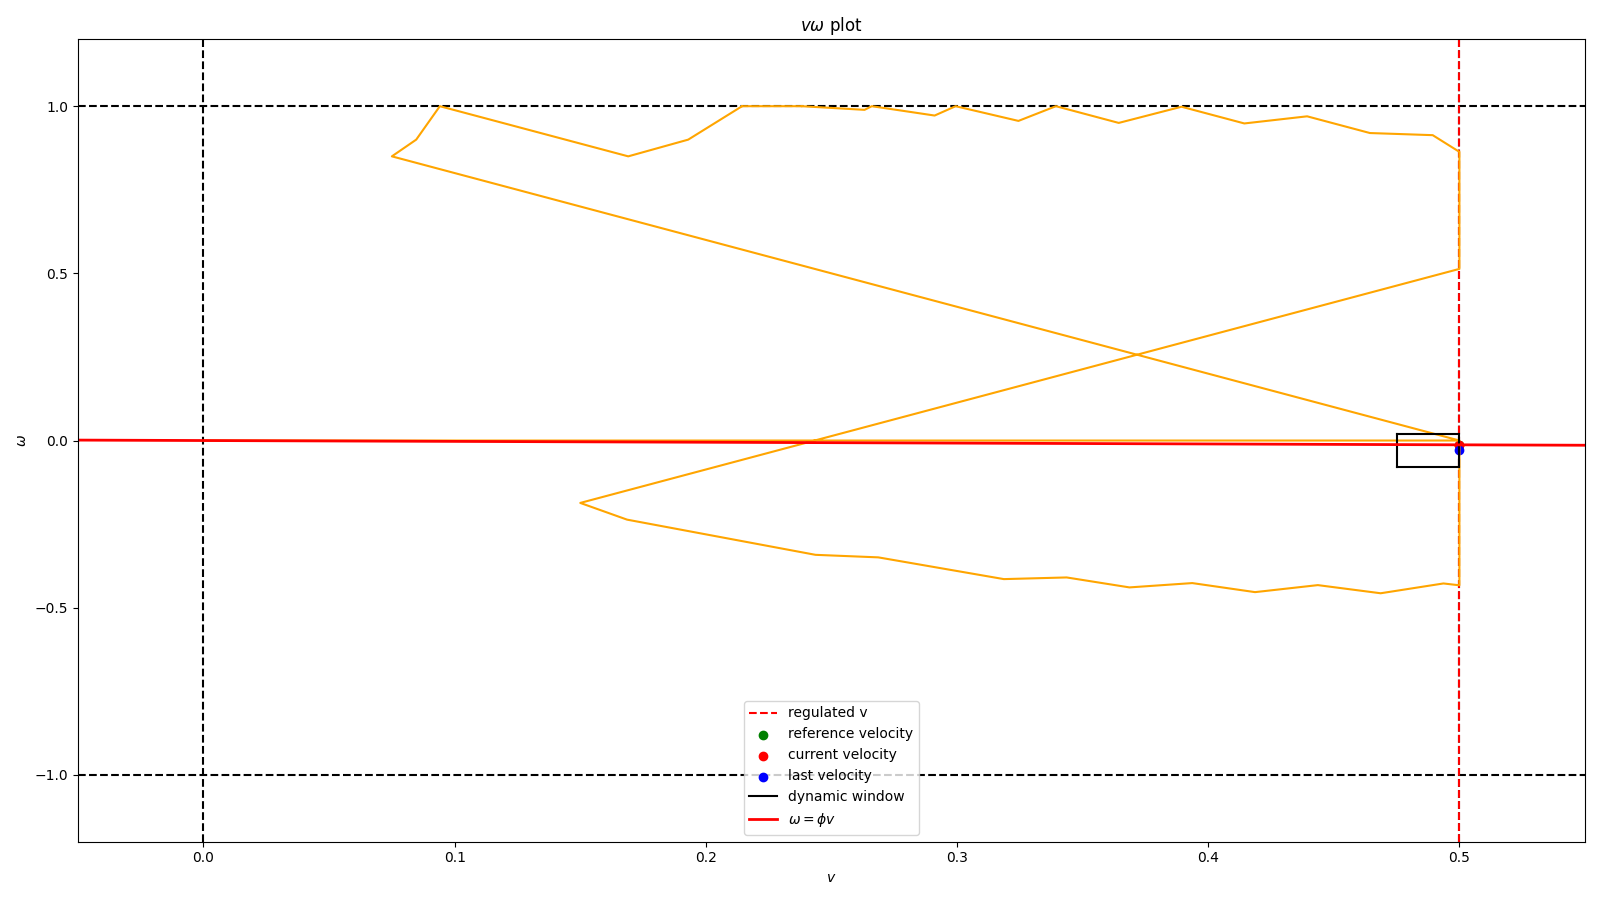 vω plot
1.0
0.5
0.0
−0.5
−1.0
ω
regulated v
reference velocity
current velocity
last velocity
dynamic window
ω = ϕv
0.0 0.1 0.2 0.3 0.4 0.5
v